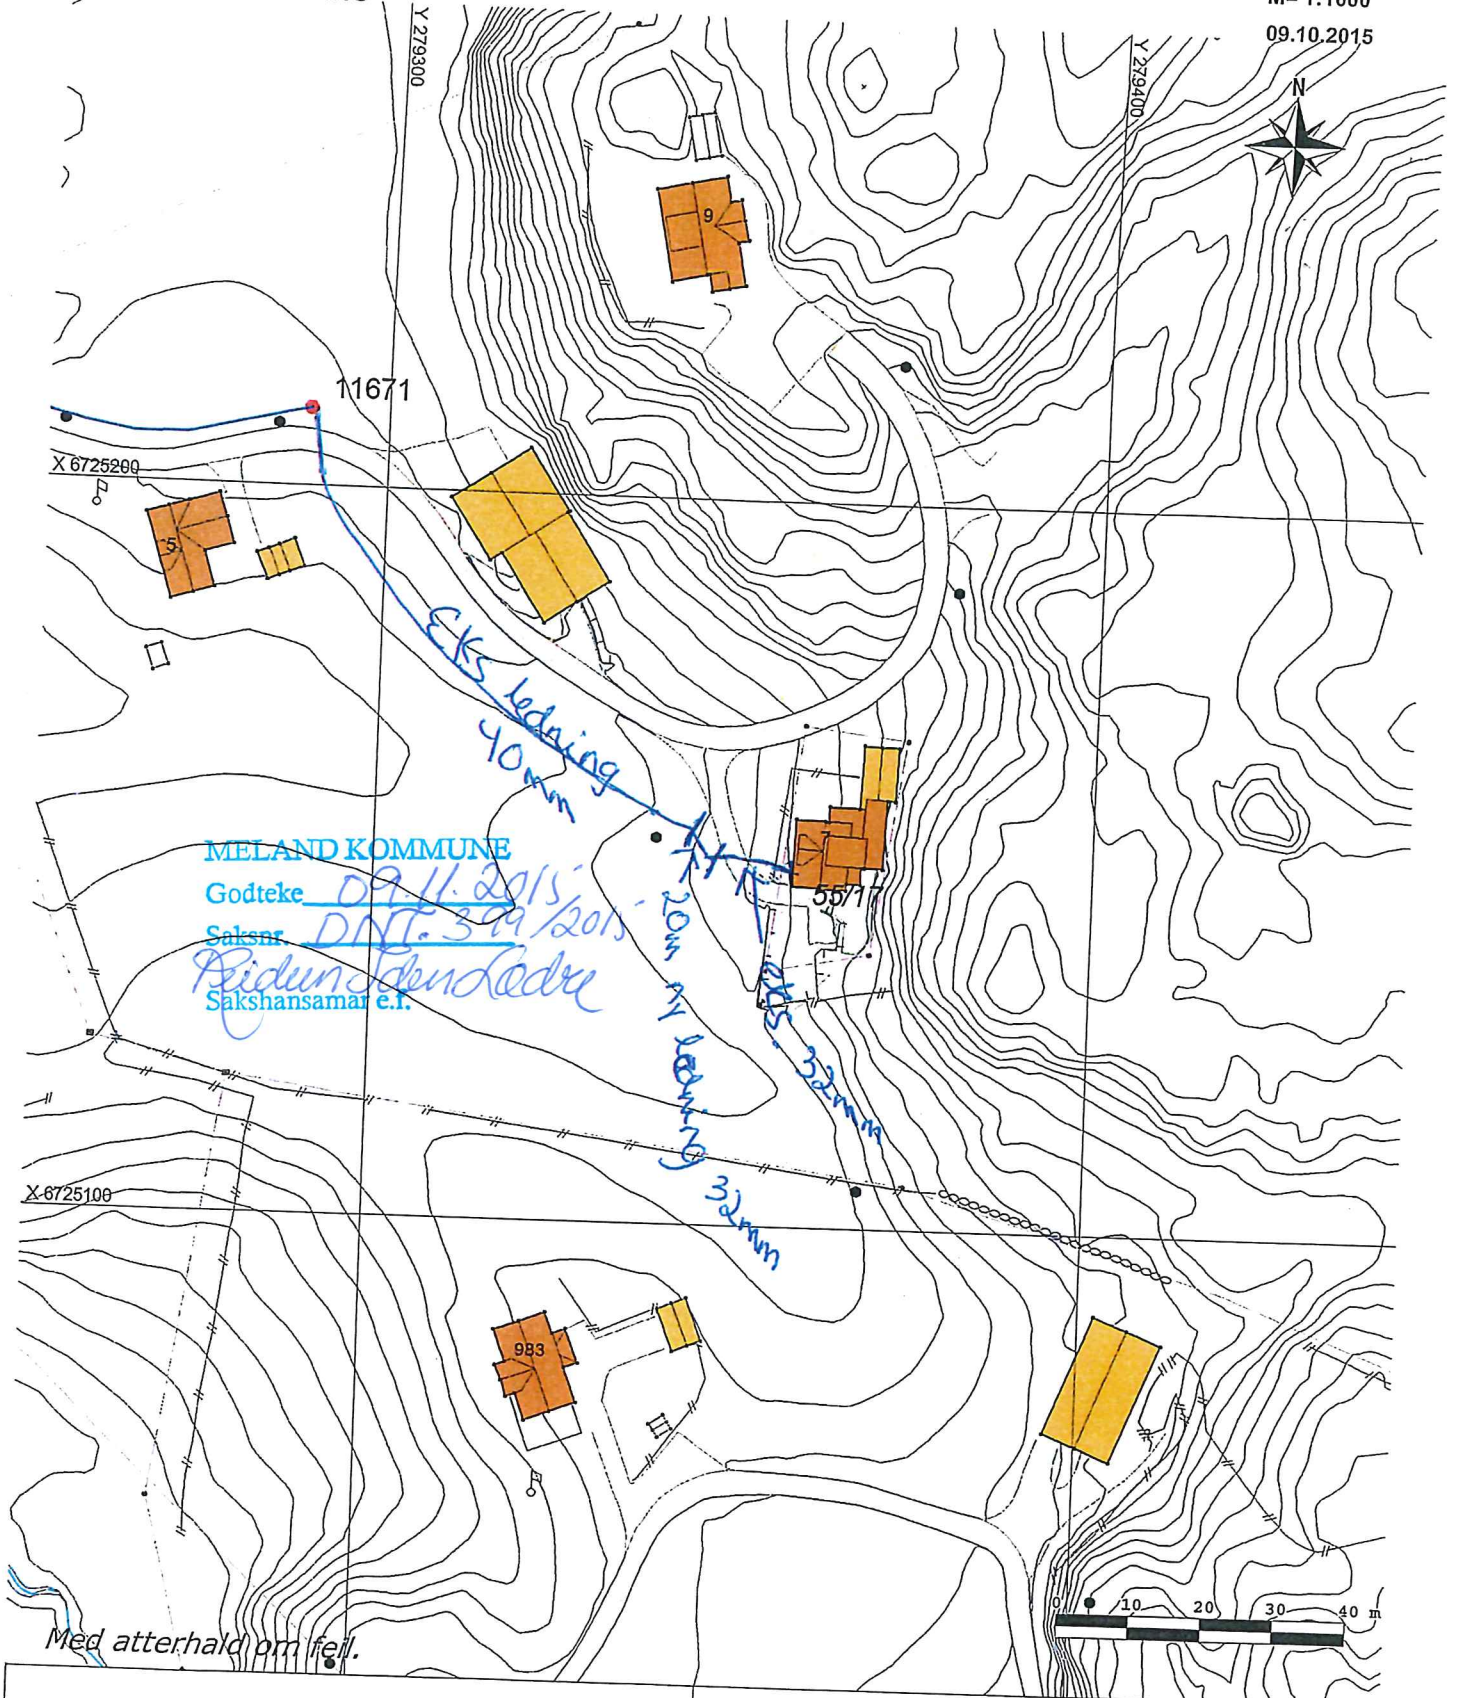 M= 1:1000
09.10.2015
Y 279300
Y 279400
N
9
11671
X 6725200
5
EKS ledning
40mm
MELAND KOMMUNE
Godteke 09.11.2015
Saksnr. DNT. 399/2015
Sakshansamar e.f.
55/17
20m ny ledning 32mm
eks. 32mm
X 6725100
983
0 10 20 30 40 m
Med atterhald om feil.